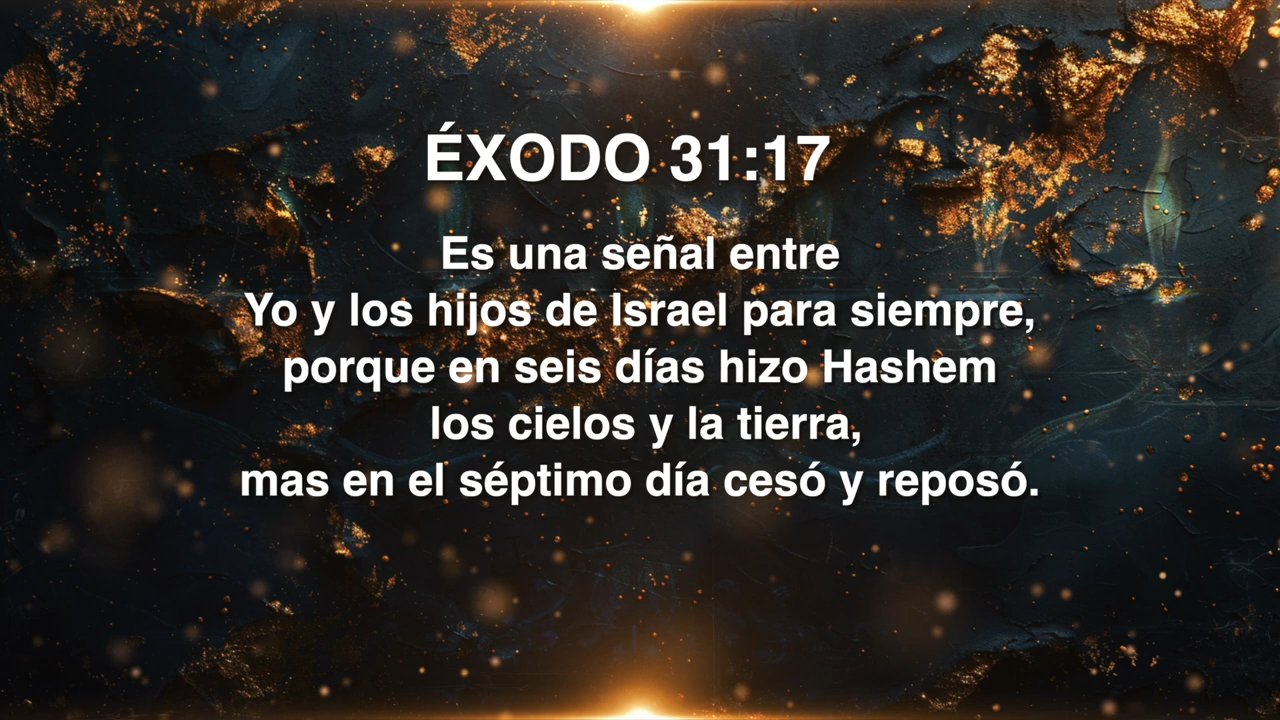 ÉXODO 31:17
Es una señal entre
Yo y los hijos de Israel para siempre,
porque en seis días hizo Hashem
los cielos y la tierra,
mas en el séptimo día cesó y reposó.